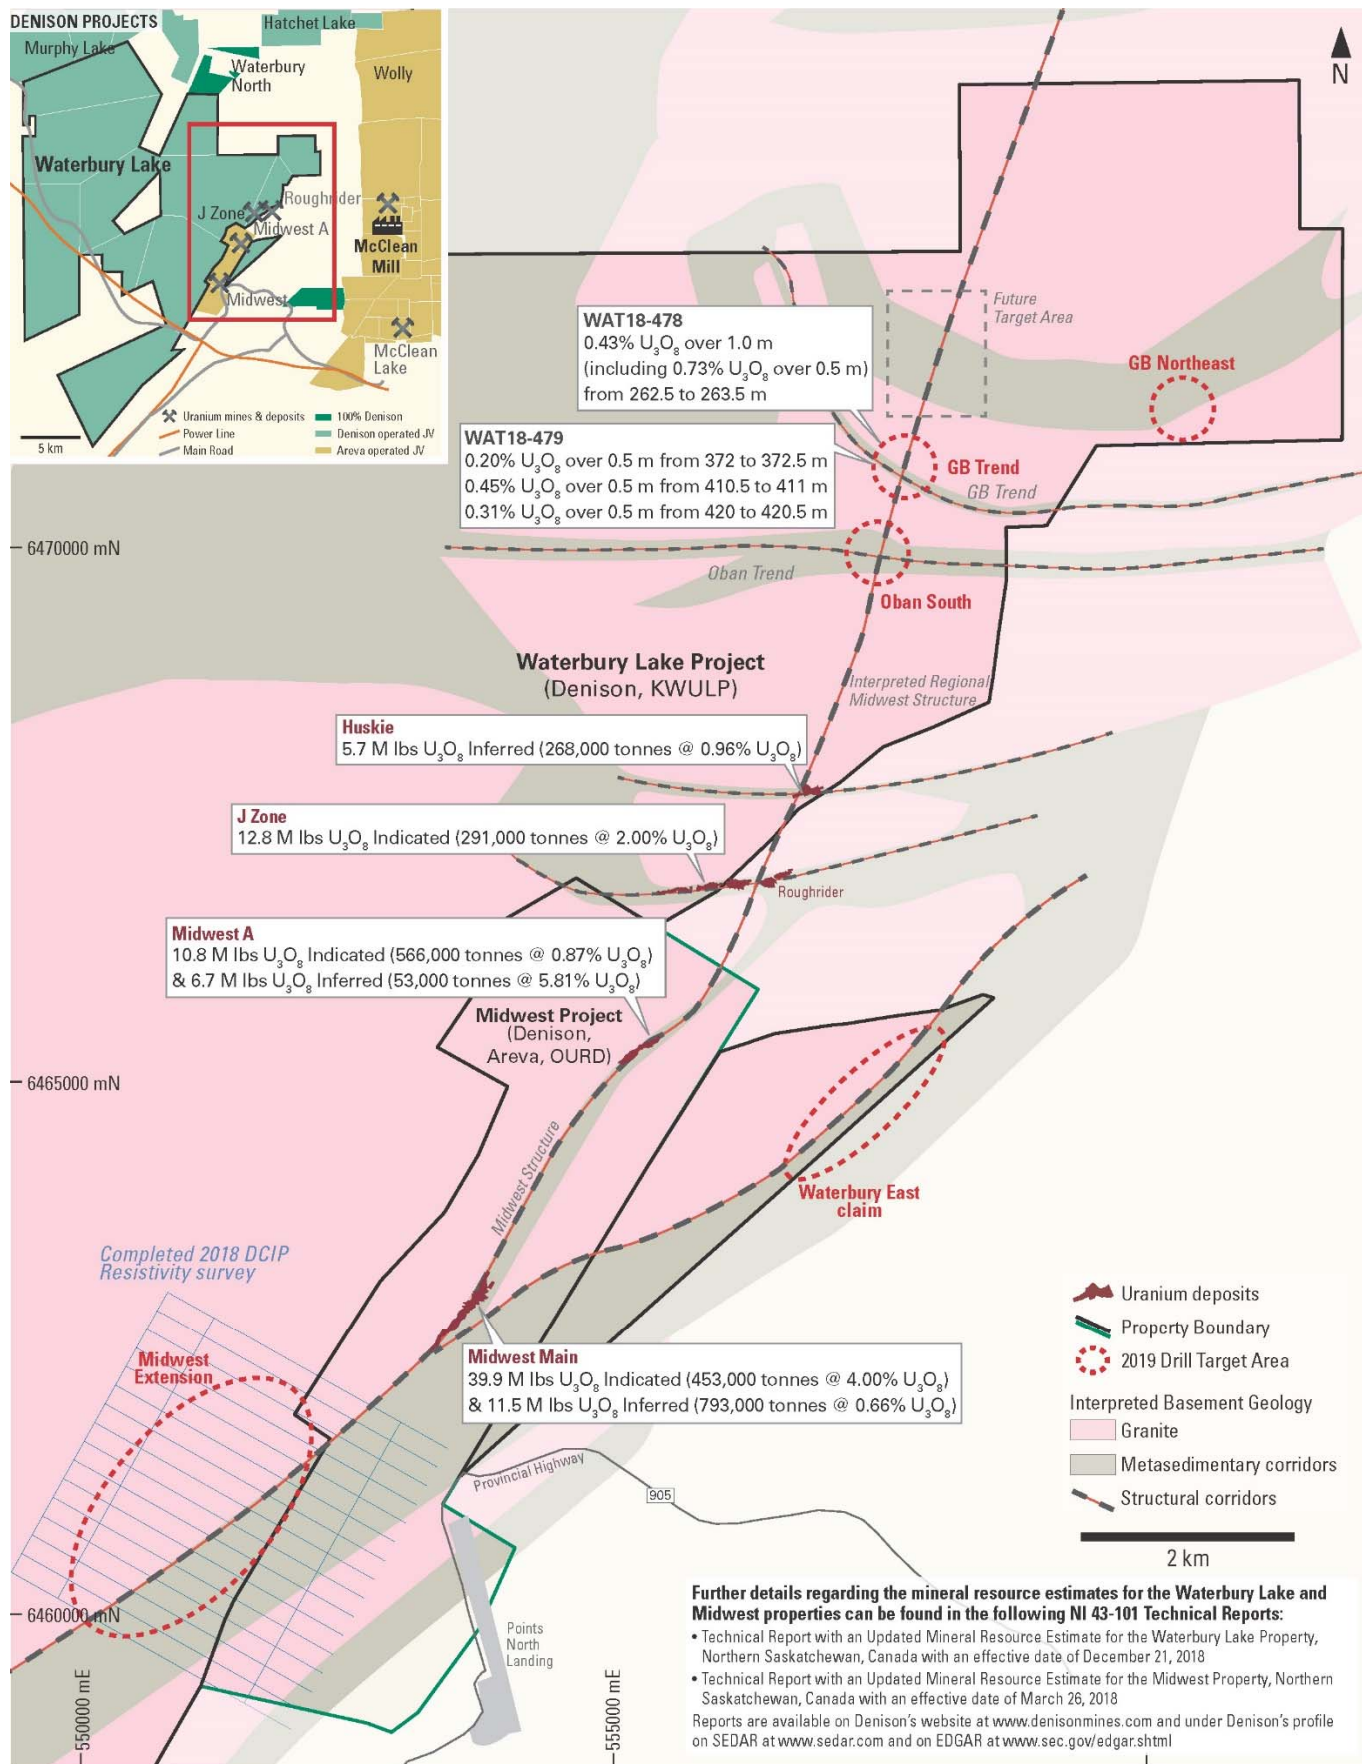 DENISON PROJECTS
Hatchet Lake
Murphy Lake
Waterbury
North
Wolly
Waterbury Lake
Roughrider
J Zone
Midwest A
McClean
Mill
Midwest
McClean
Lake
Uranium mines & deposits
100% Denison
Power Line
Denison operated JV
5 km
Main Road
Areva operated JV
N
Future
Target Area
WAT18-478
0.43% U3O8 over 1.0 m
(including 0.73% U3O8 over 0.5 m)
from 262.5 to 263.5 m
GB Northeast
WAT18-479
0.20% U3O8 over 0.5 m from 372 to 372.5 m
0.45% U3O8 over 0.5 m from 410.5 to 411 m
0.31% U3O8 over 0.5 m from 420 to 420.5 m
GB Trend
GB Trend
6470000 mN
Oban Trend
Oban South
Waterbury Lake Project
(Denison, KWULP)
Interpreted Regional
Midwest Structure
Huskie
5.7 M lbs U3O8 Inferred (268,000 tonnes @ 0.96% U3O8)
J Zone
12.8 M lbs U3O8 Indicated (291,000 tonnes @ 2.00% U3O8)
Roughrider
Midwest A
10.8 M lbs U3O8 Indicated (566,000 tonnes @ 0.87% U3O8)
& 6.7 M lbs U3O8 Inferred (53,000 tonnes @ 5.81% U3O8)
Midwest Project
(Denison,
Areva, OURD)
6465000 mN
Midwest Structure
Waterbury East
claim
Completed 2018 DCIP
Resistivity survey
Midwest
Extension
Midwest Main
39.9 M lbs U3O8 Indicated (453,000 tonnes @ 4.00% U3O8)
& 11.5 M lbs U3O8 Inferred (793,000 tonnes @ 0.66% U3O8)
Uranium deposits
Property Boundary
2019 Drill Target Area
Interpreted Basement Geology
Granite
Metasedimentary corridors
Structural corridors
2 km
Provincial Highway
905
6460000 mN
Points
North
Landing
550000 mE
555000 mE
Further details regarding the mineral resource estimates for the Waterbury Lake and
Midwest properties can be found in the following NI 43-101 Technical Reports:
• Technical Report with an Updated Mineral Resource Estimate for the Waterbury Lake Property,
Northern Saskatchewan, Canada with an effective date of December 21, 2018
• Technical Report with an Updated Mineral Resource Estimate for the Midwest Property, Northern
Saskatchewan, Canada with an effective date of March 26, 2018
Reports are available on Denison's website at www.denisonmines.com and under Denison's profile
on SEDAR at www.sedar.com and on EDGAR at www.sec.gov/edgar.shtml